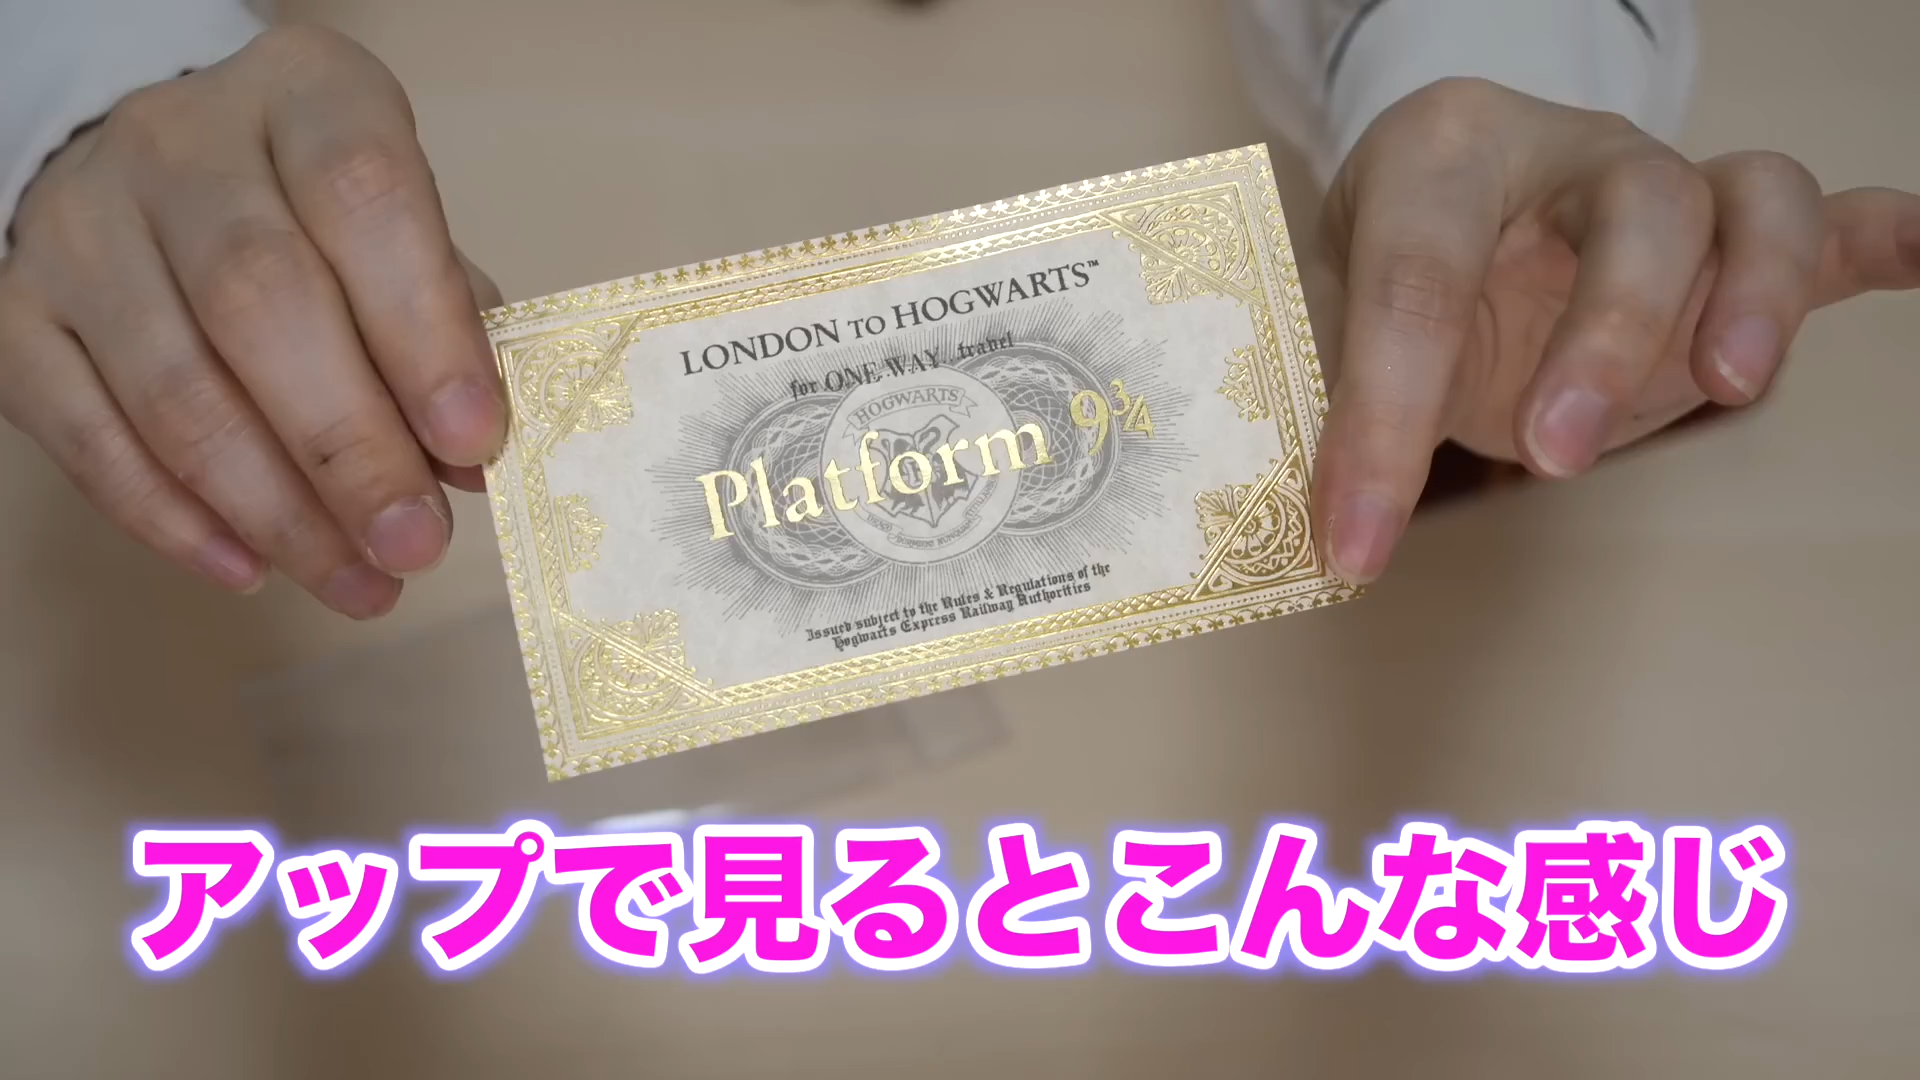 LONDON TO HOGWARTS™
for ONE WAY...travel
HOGWARTS
Platform 9¾
Issued subject to the Rules & Regulations of the
Hogwarts Express Railway Authorities
アップで見るとこんな感じ